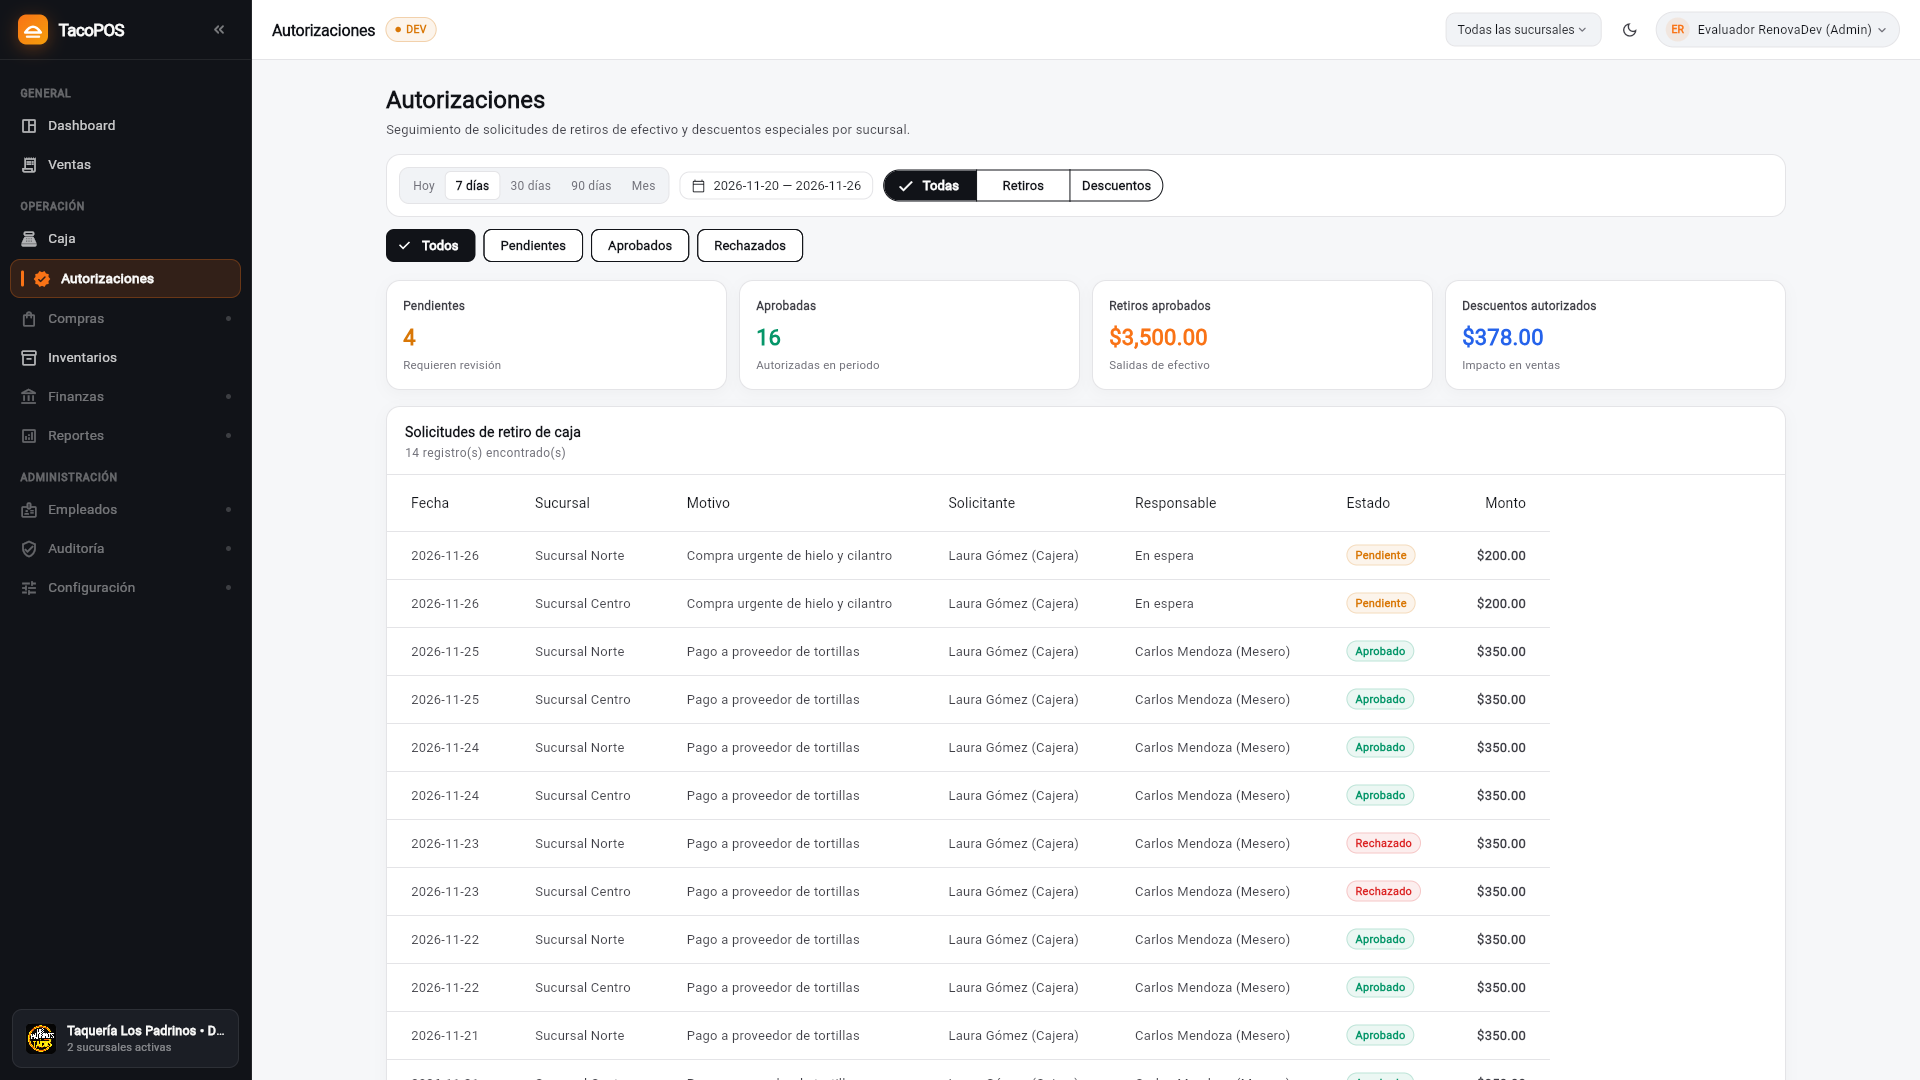 TacoPOS
Autorizaciones
DEV
Todas las sucursales
ER
Evaluador RenovaDev (Admin)
GENERAL
Dashboard
Ventas
OPERACIÓN
Caja
Autorizaciones
Compras
Inventarios
Finanzas
Reportes
ADMINISTRACIÓN
Empleados
Auditoría
Configuración
Taquería Los Padrinos • D...
2 sucursales activas
Autorizaciones
Seguimiento de solicitudes de retiros de efectivo y descuentos especiales por sucursal.
Hoy 7 días 30 días 90 días Mes 2026-11-20 — 2026-11-26 Todas Retiros Descuentos
Todos Pendientes Aprobados Rechazados
Pendientes
4
Requieren revisión
Aprobadas
16
Autorizadas en periodo
Retiros aprobados
$3,500.00
Salidas de efectivo
Descuentos autorizados
$378.00
Impacto en ventas
Solicitudes de retiro de caja
14 registro(s) encontrado(s)
Fecha Sucursal Motivo Solicitante Responsable Estado Monto
2026-11-26 Sucursal Norte Compra urgente de hielo y cilantro Laura Gómez (Cajera) En espera Pendiente $200.00
2026-11-26 Sucursal Centro Compra urgente de hielo y cilantro Laura Gómez (Cajera) En espera Pendiente $200.00
2026-11-25 Sucursal Norte Pago a proveedor de tortillas Laura Gómez (Cajera) Carlos Mendoza (Mesero) Aprobado $350.00
2026-11-25 Sucursal Centro Pago a proveedor de tortillas Laura Gómez (Cajera) Carlos Mendoza (Mesero) Aprobado $350.00
2026-11-24 Sucursal Norte Pago a proveedor de tortillas Laura Gómez (Cajera) Carlos Mendoza (Mesero) Aprobado $350.00
2026-11-24 Sucursal Centro Pago a proveedor de tortillas Laura Gómez (Cajera) Carlos Mendoza (Mesero) Aprobado $350.00
2026-11-23 Sucursal Norte Pago a proveedor de tortillas Laura Gómez (Cajera) Carlos Mendoza (Mesero) Rechazado $350.00
2026-11-23 Sucursal Centro Pago a proveedor de tortillas Laura Gómez (Cajera) Carlos Mendoza (Mesero) Rechazado $350.00
2026-11-22 Sucursal Norte Pago a proveedor de tortillas Laura Gómez (Cajera) Carlos Mendoza (Mesero) Aprobado $350.00
2026-11-22 Sucursal Centro Pago a proveedor de tortillas Laura Gómez (Cajera) Carlos Mendoza (Mesero) Aprobado $350.00
2026-11-21 Sucursal Norte Pago a proveedor de tortillas Laura Gómez (Cajera) Carlos Mendoza (Mesero) Aprobado $350.00